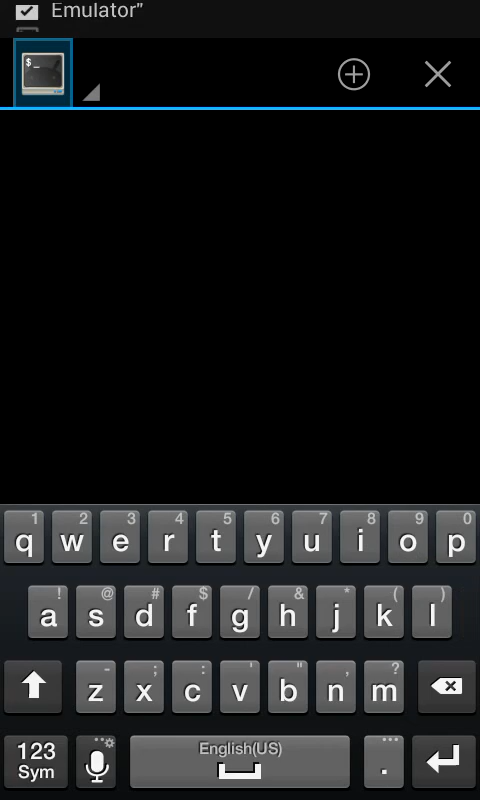 Emulator"
$_
1 2 3 4 5 6 7 8 9 0
q w e r t y u i o p
! @ # $ / & * ( )
a s d f g h j k l
- ; : ' " , ?
z x c v b n m
123 Sym
English(US)
.